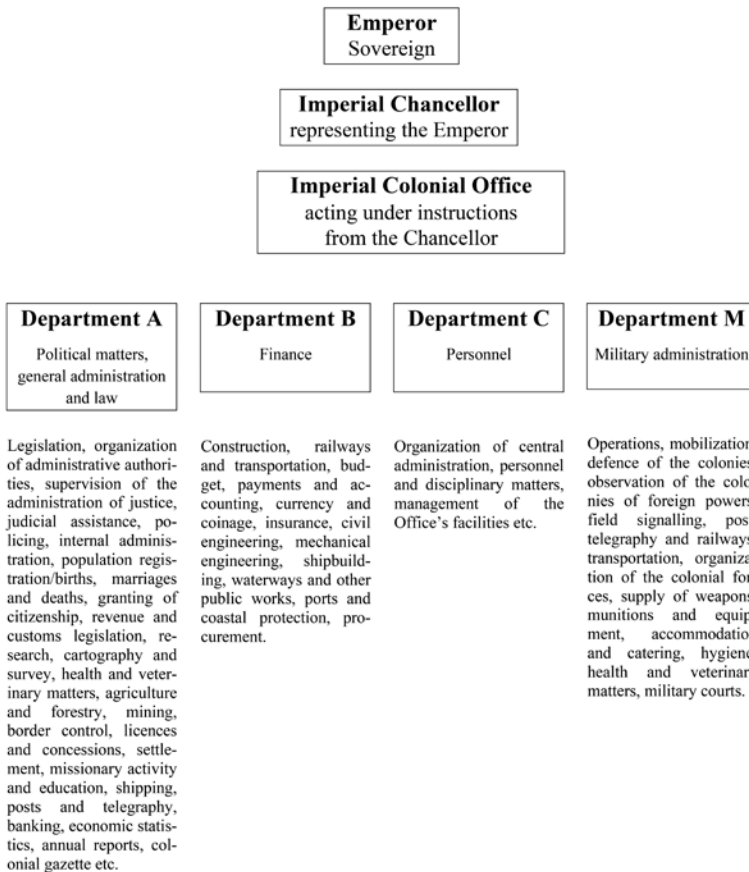 Emperor
Sovereign
Imperial Chancellor
representing the Emperor
Imperial Colonial Office
acting under instructions
from the Chancellor
Department A
Political matters,
general administration
and law
Legislation, organization
of administrative authori-
ties, supervision of the
administration of justice,
judicial assistance, po-
licing, internal adminis-
tration, population regis-
tration/births, marriages
and deaths, granting of
citizenship, revenue and
customs legislation, re-
search, cartography and
survey, health and veter-
inary matters, agriculture
and forestry, mining,
border control, licences
and concessions, settle-
ment, missionary activity
and education, shipping,
posts and telegraphy,
banking, economic statis-
tics, annual reports, col-
onial gazette etc.
Department B
Finance
Construction, railways
and transportation, bud-
get, payments and ac-
counting, currency and
coinage, insurance, civil
engineering, mechanical
engineering, shipbuild-
ing, waterways and other
public works, ports and
coastal protection, pro-
curement.
Department C
Personnel
Organization of central
administration, personnel
and disciplinary matters,
management of the
Office's facilities etc.
Department M
Military administration
Operations, mobilization
defence of the colonies
observation of the colo
nies of foreign powers
field signalling, pos
telegraphy and railways
transportation, organiza
tion of the colonial for
ces, supply of weapons
munitions and equip
ment, accommodation
and catering, hygiene
health and veterinar
matters, military courts.